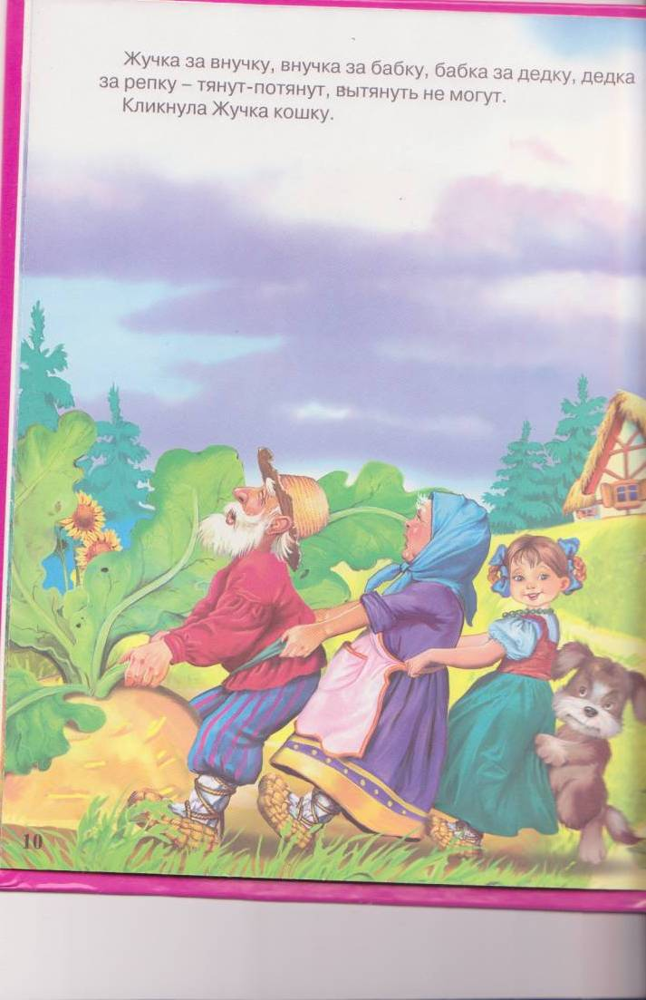 Жучка за внучку, внучка за бабку, бабка за дедку, дедка
за репку – тянут-потянут, вытянуть не могут.
Кликнула Жучка кошку.
10